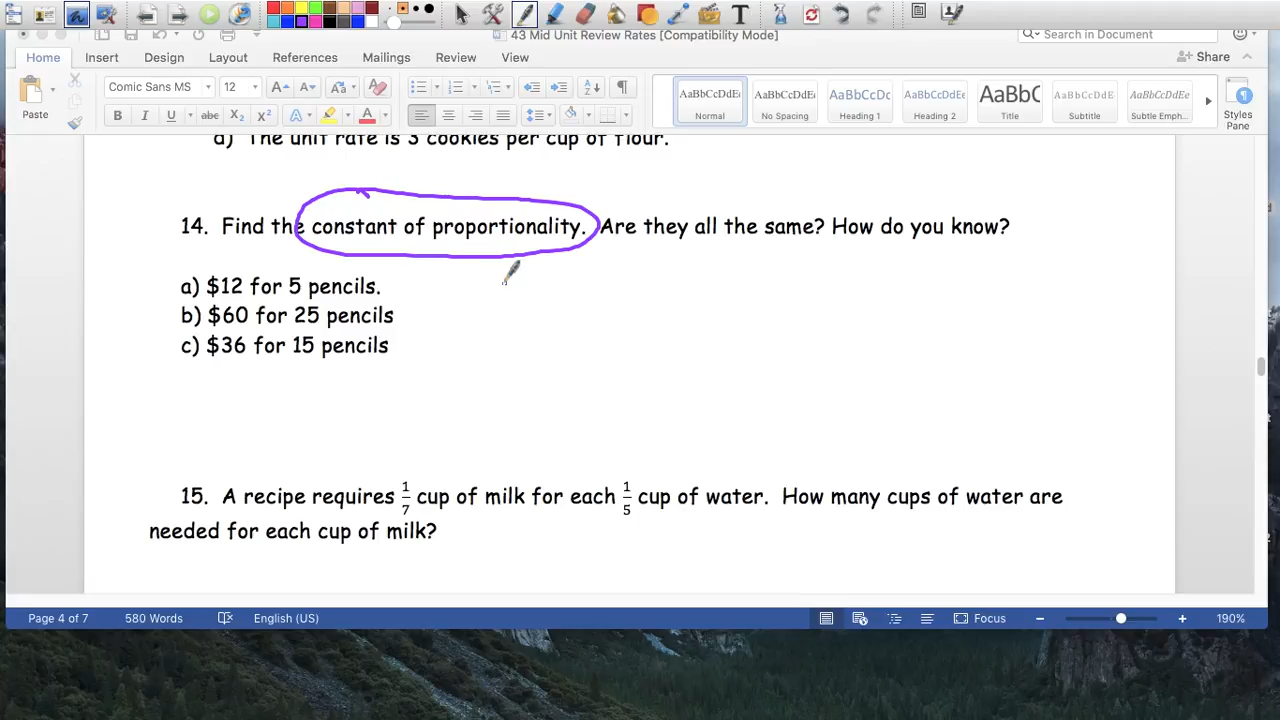 43 Mid Unit Review Rates [Compatibility Mode]
Search in Document
Home Insert Design Layout References Mailings Review View
Share
Paste
Comic Sans MS 12
AaBbCcDc AaBbCcDc AaBbCcDc AaBbCcDc AaBbC AaBbCcDdE AaBbCcDdE
Normal No Spacing Heading 1 Heading 2 Title Subtitle Subtle Emph...
Styles Pane
d) The unit rate is 3 cookies per cup of flour.
14. Find the constant of proportionality. Are they all the same? How do you know?
a) $12 for 5 pencils.
b) $60 for 25 pencils
c) $36 for 15 pencils
15. A recipe requires 1/7 cup of milk for each 1/5 cup of water. How many cups of water are
needed for each cup of milk?
Page 4 of 7 580 Words English (US) Focus 190%